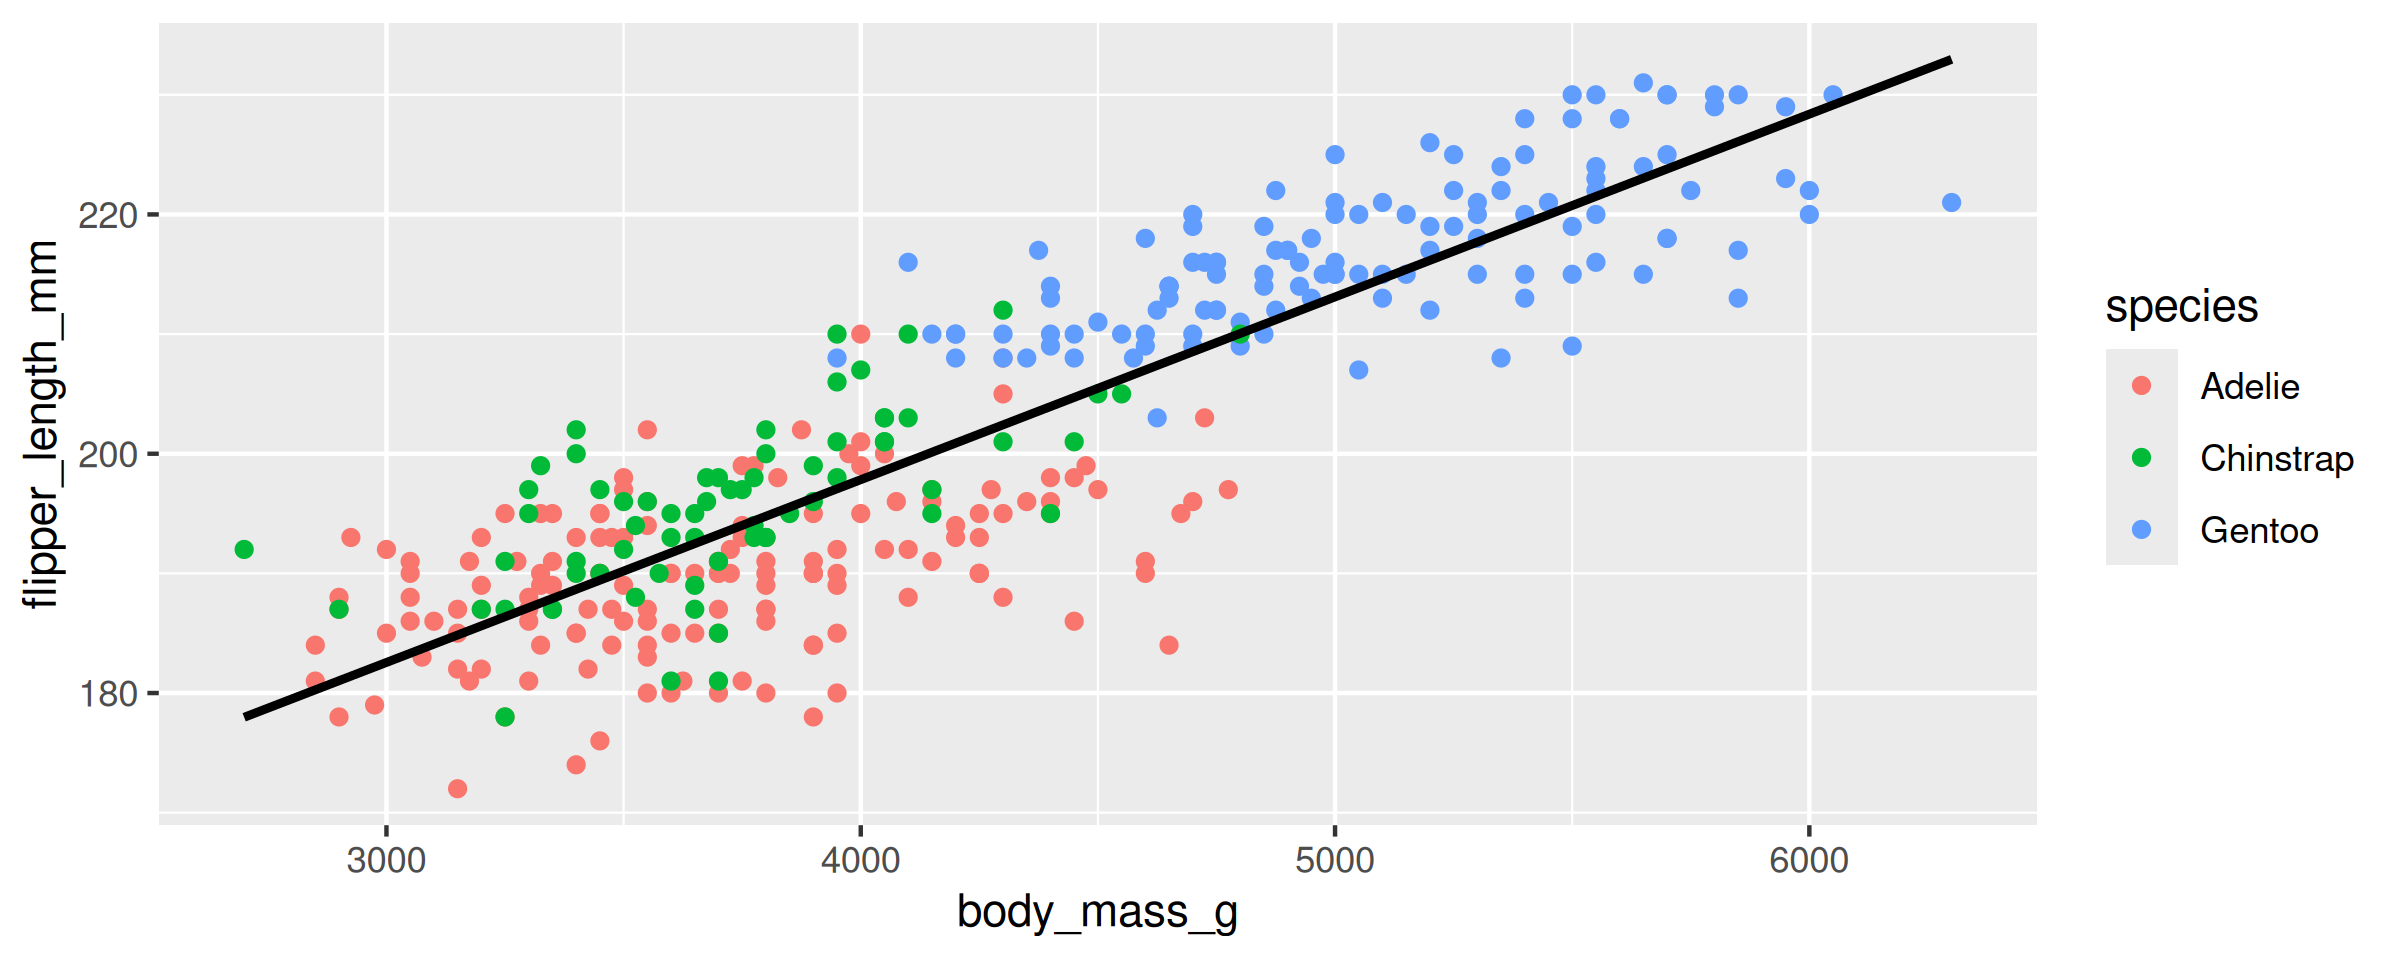 flipper_length_mm
220
200
180
3000 4000 5000 6000
body_mass_g
species
Adelie
Chinstrap
Gentoo